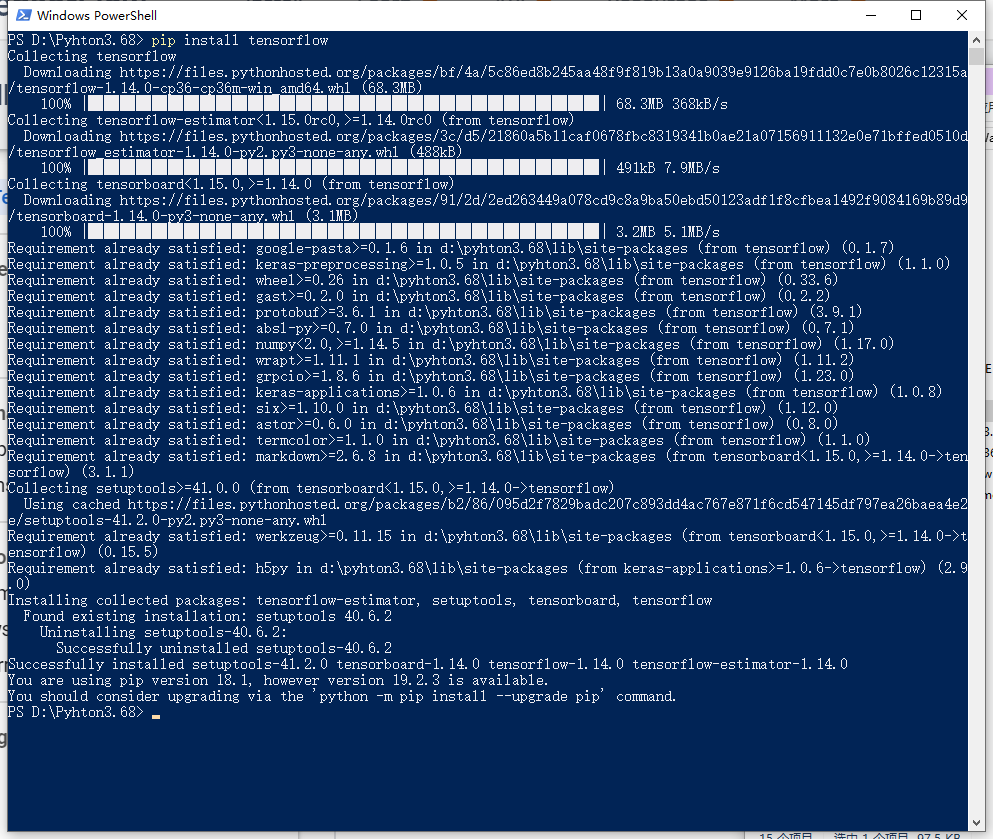 Windows PowerShell
PS D:\Pyhton3.68> pip install tensorflow
Collecting tensorflow
Downloading https://files.pythonhosted.org/packages/bf/4a/5c86ed8b245aa48f9f819b13a0a9039e9126ba19fdd0c7e0b8026c12315a
/tensorflow-1.14.0-cp36-cp36m-win_amd64.whl (68.3MB)
100% | | 68.3MB 368kB/s
Collecting tensorflow-estimator<1.15.0rc0,>=1.14.0rc0 (from tensorflow)
Downloading https://files.pythonhosted.org/packages/3c/d5/21860a5b11caf0678fbc8319341b0ae21a07156911132e0e71bffed0510d
/tensorflow_estimator-1.14.0-py2.py3-none-any.whl (488kB)
100% | | 491kB 7.9MB/s
Collecting tensorboard<1.15.0,>=1.14.0 (from tensorflow)
Downloading https://files.pythonhosted.org/packages/91/2d/2ed263449a078cd9c8a9ba50ebd50123adf1f8cfbea1492f9084169b89d9
/tensorboard-1.14.0-py3-none-any.whl (3.1MB)
100% | | 3.2MB 5.1MB/s
Requirement already satisfied: google-pasta>=0.1.6 in d:\pyhton3.68\lib\site-packages (from tensorflow) (0.1.7)
Requirement already satisfied: keras-preprocessing>=1.0.5 in d:\pyhton3.68\lib\site-packages (from tensorflow) (1.1.0)
Requirement already satisfied: wheel>=0.26 in d:\pyhton3.68\lib\site-packages (from tensorflow) (0.33.6)
Requirement already satisfied: gast>=0.2.0 in d:\pyhton3.68\lib\site-packages (from tensorflow) (0.2.2)
Requirement already satisfied: protobuf>=3.6.1 in d:\pyhton3.68\lib\site-packages (from tensorflow) (3.9.1)
Requirement already satisfied: absl-py>=0.7.0 in d:\pyhton3.68\lib\site-packages (from tensorflow) (0.7.1)
Requirement already satisfied: numpy<2.0,>=1.14.5 in d:\pyhton3.68\lib\site-packages (from tensorflow) (1.17.0)
Requirement already satisfied: wrapt>=1.11.1 in d:\pyhton3.68\lib\site-packages (from tensorflow) (1.11.2)
Requirement already satisfied: grpcio>=1.8.6 in d:\pyhton3.68\lib\site-packages (from tensorflow) (1.23.0)
Requirement already satisfied: keras-applications>=1.0.6 in d:\pyhton3.68\lib\site-packages (from tensorflow) (1.0.8)
Requirement already satisfied: six>=1.10.0 in d:\pyhton3.68\lib\site-packages (from tensorflow) (1.12.0)
Requirement already satisfied: astor>=0.6.0 in d:\pyhton3.68\lib\site-packages (from tensorflow) (0.8.0)
Requirement already satisfied: termcolor>=1.1.0 in d:\pyhton3.68\lib\site-packages (from tensorflow) (1.1.0)
Requirement already satisfied: markdown>=2.6.8 in d:\pyhton3.68\lib\site-packages (from tensorboard<1.15.0,>=1.14.0->ten
sorflow) (3.1.1)
Collecting setuptools>=41.0.0 (from tensorboard<1.15.0,>=1.14.0->tensorflow)
Using cached https://files.pythonhosted.org/packages/b2/86/095d2f7829badc207c893dd4ac767e871f6cd547145df797ea26baea4e2
e/setuptools-41.2.0-py2.py3-none-any.whl
Requirement already satisfied: werkzeug>=0.11.15 in d:\pyhton3.68\lib\site-packages (from tensorboard<1.15.0,>=1.14.0->t
ensorflow) (0.15.5)
Requirement already satisfied: h5py in d:\pyhton3.68\lib\site-packages (from keras-applications>=1.0.6->tensorflow) (2.9
.0)
Installing collected packages: tensorflow-estimator, setuptools, tensorboard, tensorflow
Found existing installation: setuptools 40.6.2
Uninstalling setuptools-40.6.2:
Successfully uninstalled setuptools-40.6.2
Successfully installed setuptools-41.2.0 tensorboard-1.14.0 tensorflow-1.14.0 tensorflow-estimator-1.14.0
You are using pip version 18.1, however version 19.2.3 is available.
You should consider upgrading via the 'python -m pip install --upgrade pip' command.
PS D:\Pyhton3.68>
15 个项目 选中 1 个项目 97.5 KB